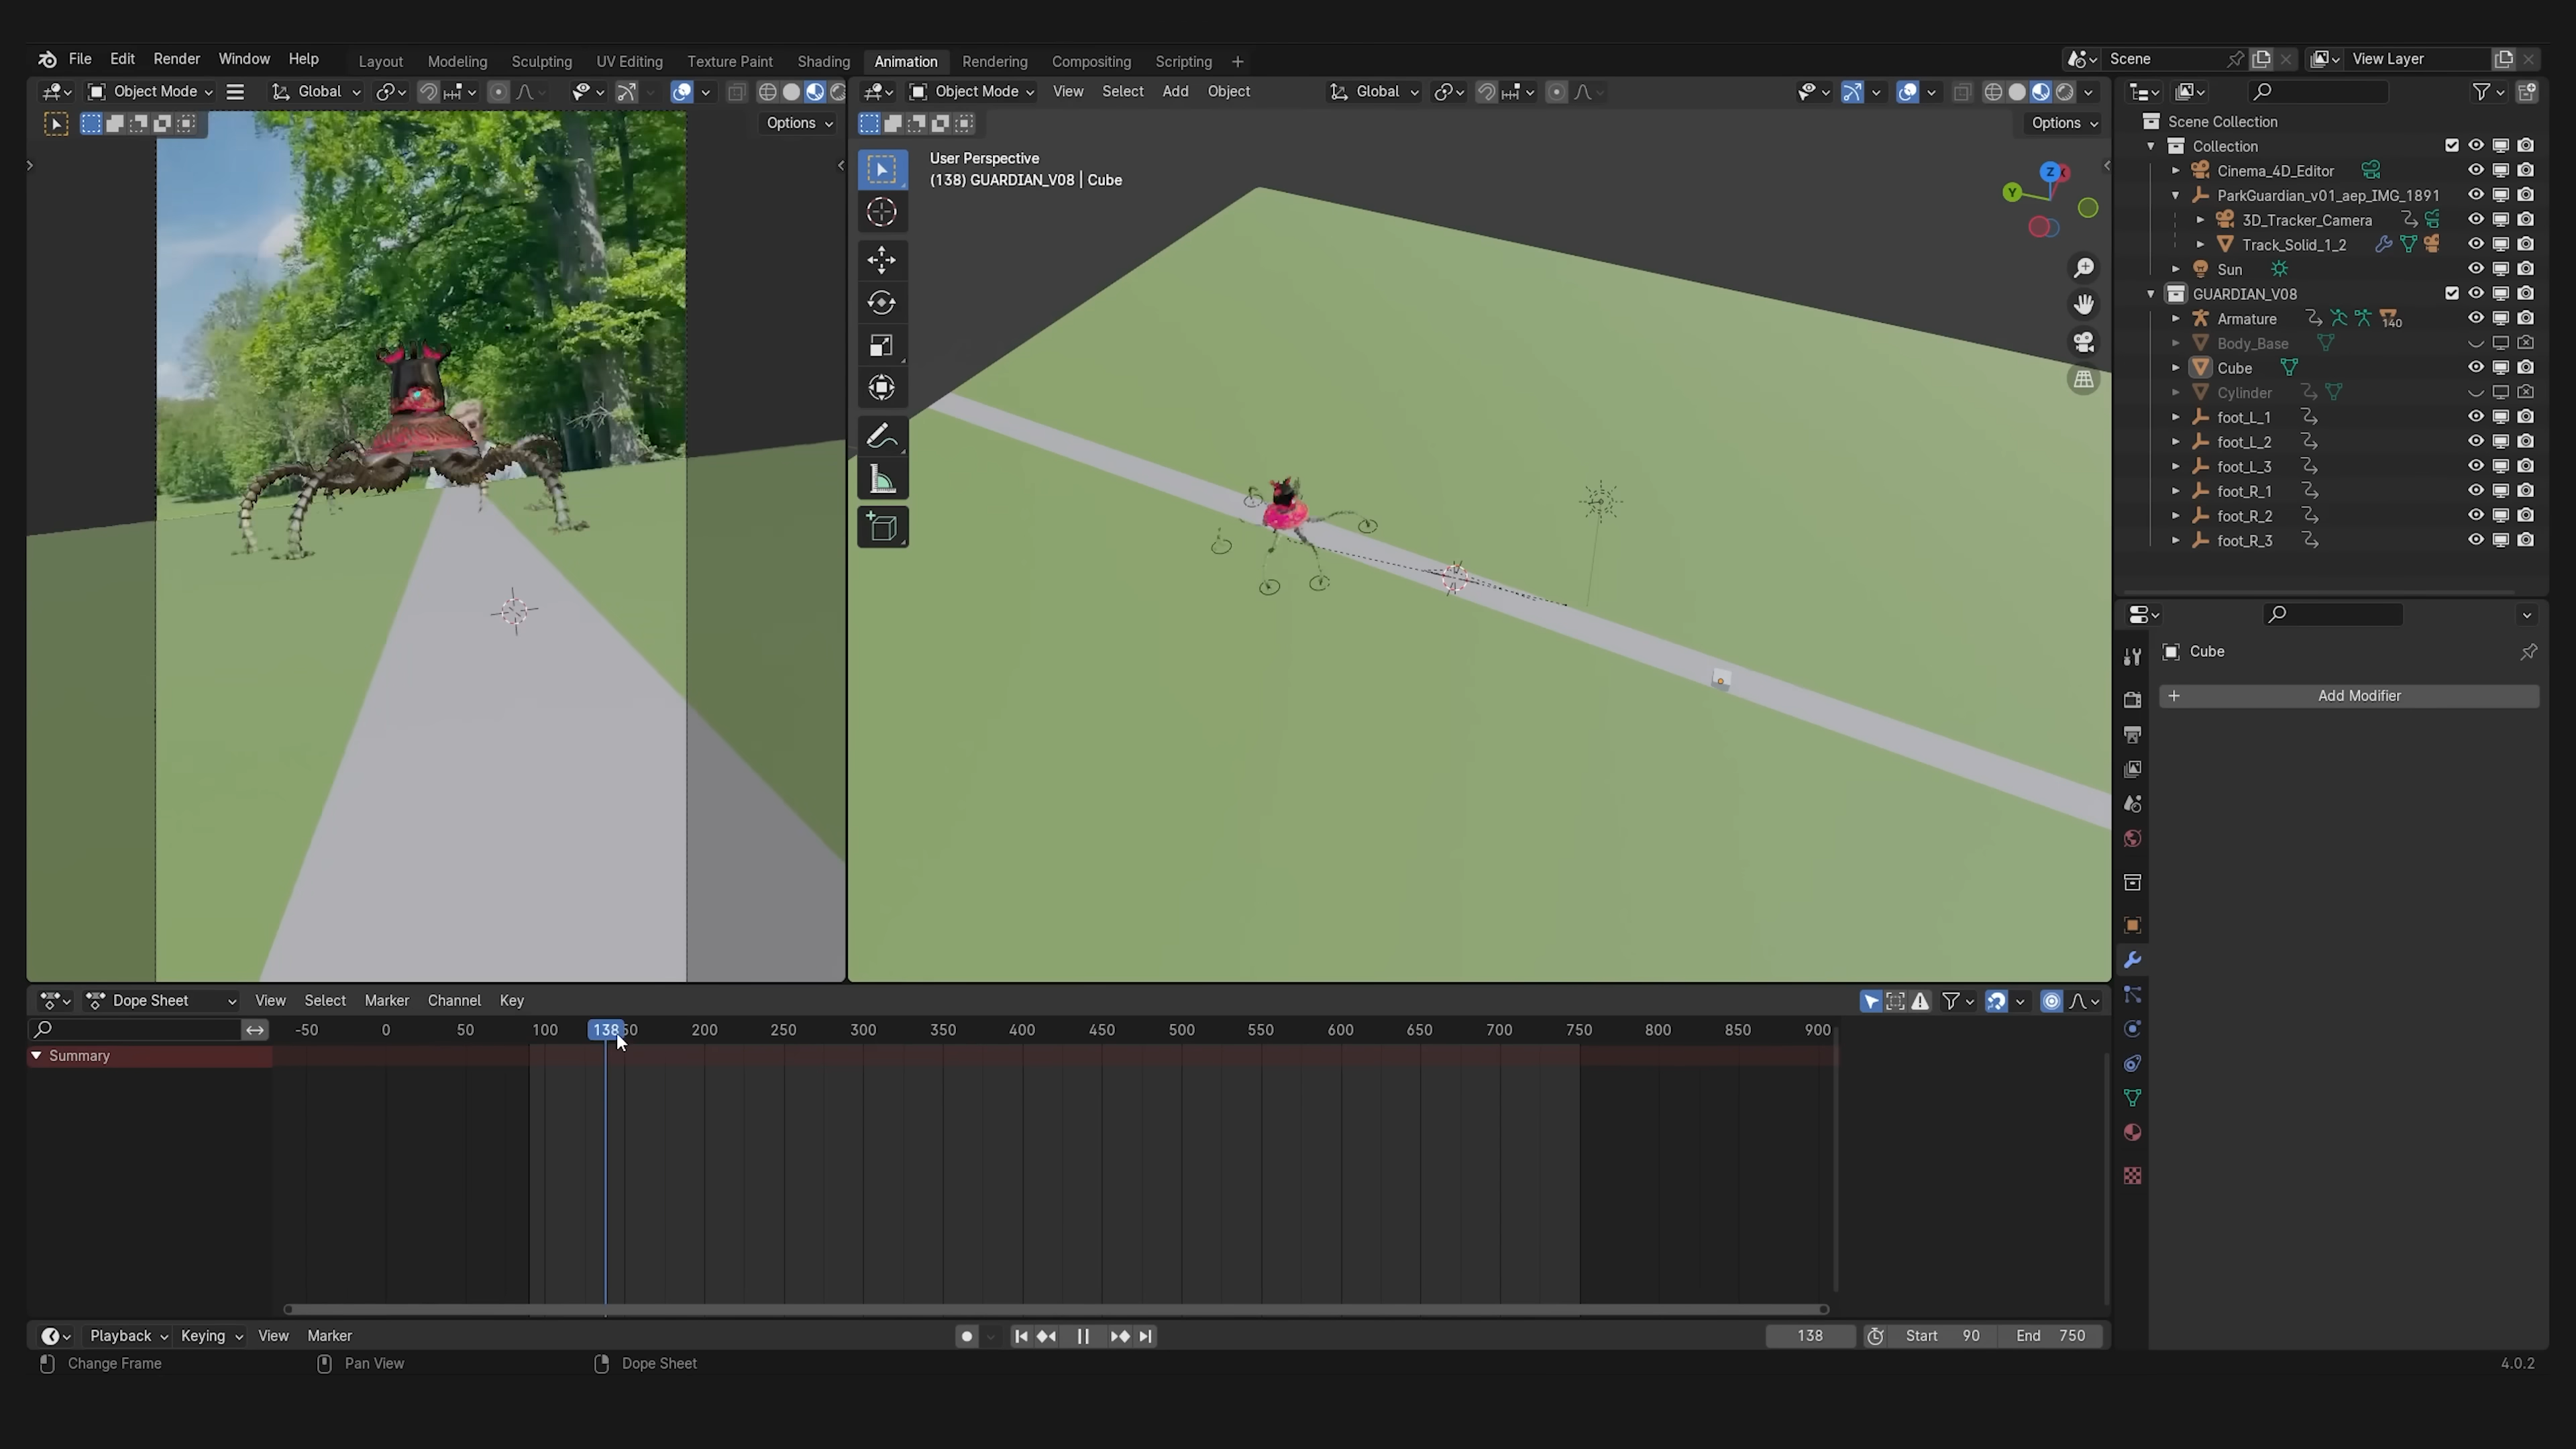 File Edit Render Window Help Layout Modeling Sculpting UV Editing Texture Paint Shading Animation Rendering Compositing Scripting + Scene View Layer
Object Mode Global Object Mode View Select Add Object Global
Options Options
User Perspective
(138) GUARDIAN_V08 | Cube
Z
Y
X
Scene Collection
Collection
Cinema_4D_Editor
ParkGuardian_v01_aep_IMG_1891
3D_Tracker_Camera
Track_Solid_1_2
Sun
GUARDIAN_V08
Armature 140
Body_Base
Cube
Cylinder
foot_L_1
foot_L_2
foot_L_3
foot_R_1
foot_R_2
foot_R_3
Cube
+ Add Modifier
Dope Sheet View Select Marker Channel Key
-50 0 50 100 138 200 250 300 350 400 450 500 550 600 650 700 750 800 850 900
Summary
Playback Keying View Marker 138 Start 90 End 750
Change Frame Pan View Dope Sheet 4.0.2